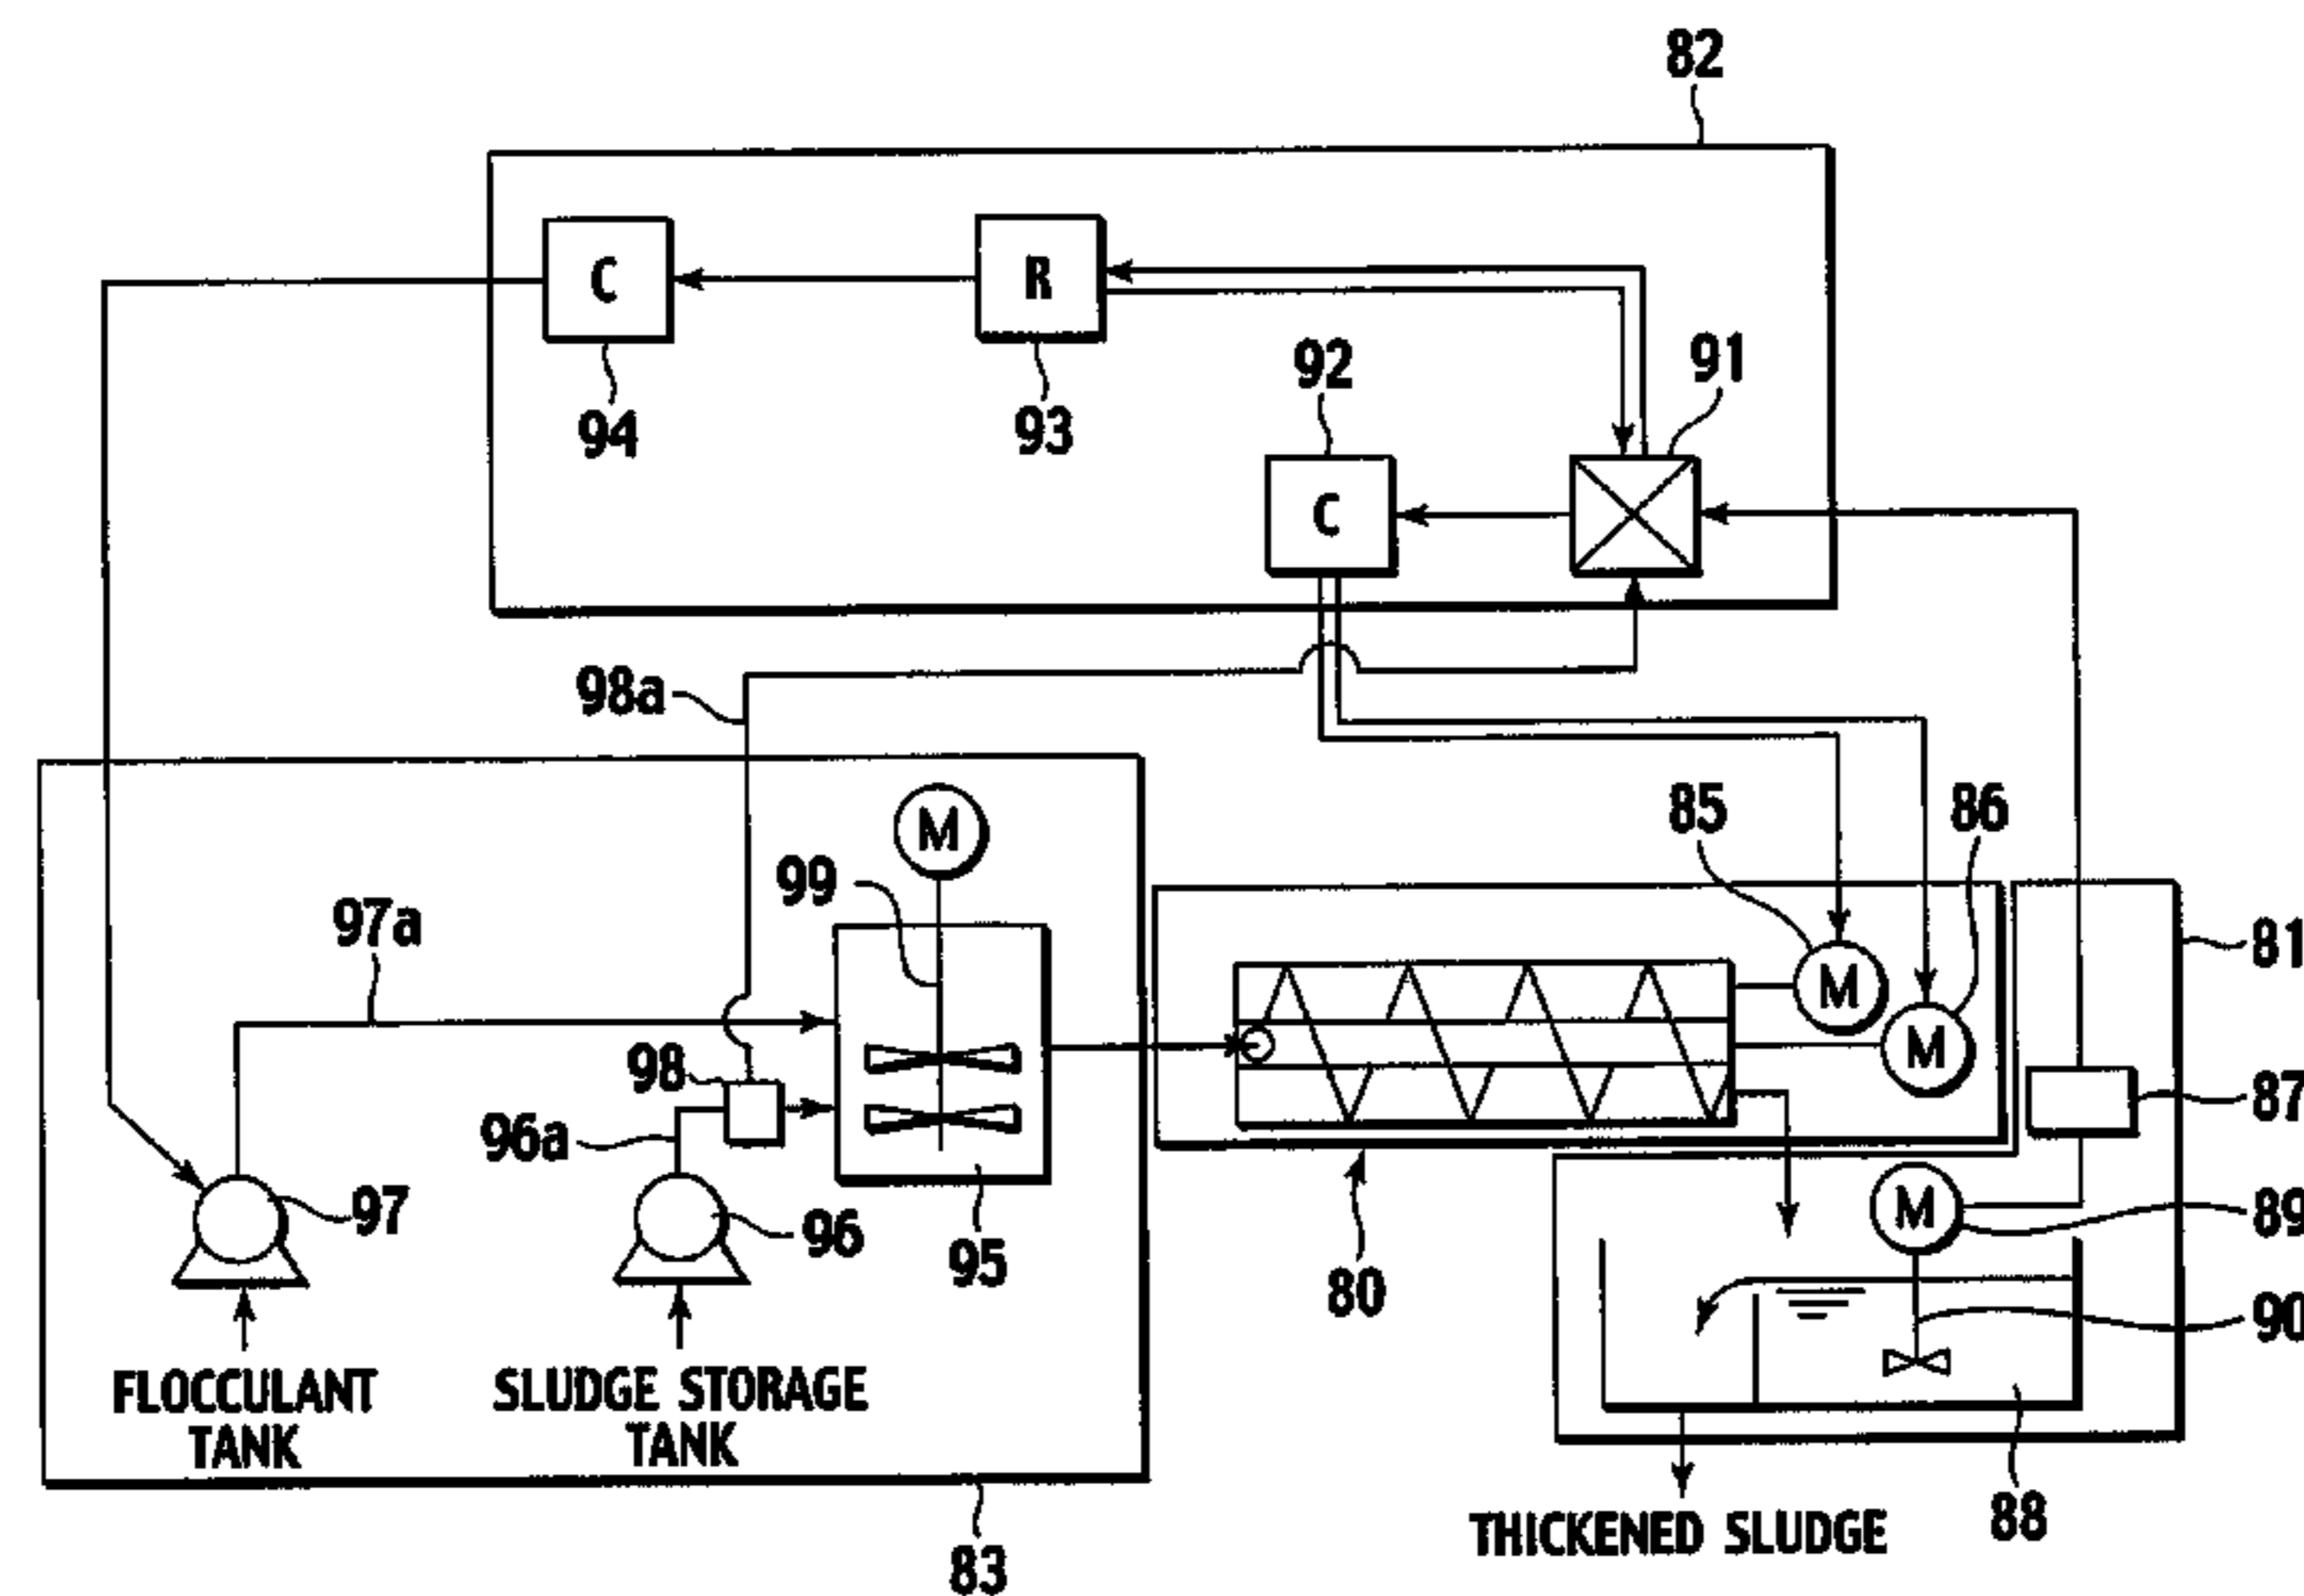 82
C
R
94
93
92
91
C
98a
M
85
86
99
97a
81
M
M
98
87
96a
97
96
95
80
M
89
90
FLOCCULANT
TANK
SLUDGE STORAGE
TANK
88
THICKENED SLUDGE
83